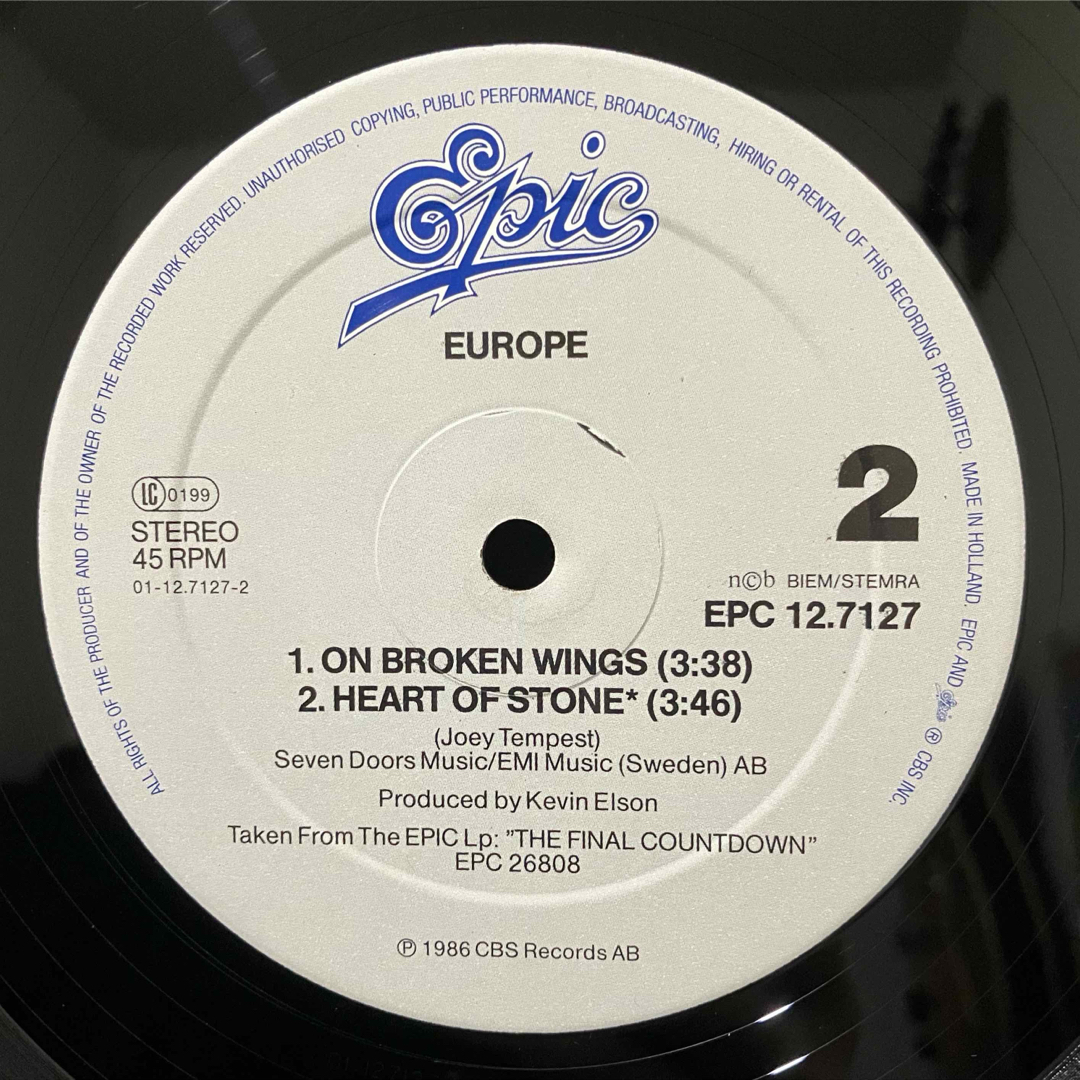 ALL RIGHTS OF THE PRODUCER AND OF THE OWNER OF THE RECORDED WORK RESERVED. UNAUTHORISED COPYING, PUBLIC PERFORMANCE, BROADCASTING, HIRING OR RENTAL OF THIS RECORDING PROHIBITED. MADE IN HOLLAND. EPIC AND Epic ℗ CBS INC.
Epic
EUROPE
2
LC 0199
STEREO
45 RPM
01-12.7127-2
n©b BIEM/STEMRA
EPC 12.7127
1. ON BROKEN WINGS (3:38)
2. HEART OF STONE* (3:46)
(Joey Tempest)
Seven Doors Music/EMI Music (Sweden) AB
Produced by Kevin Elson
Taken From The EPIC Lp: ”THE FINAL COUNTDOWN”
EPC 26808
℗ 1986 CBS Records AB